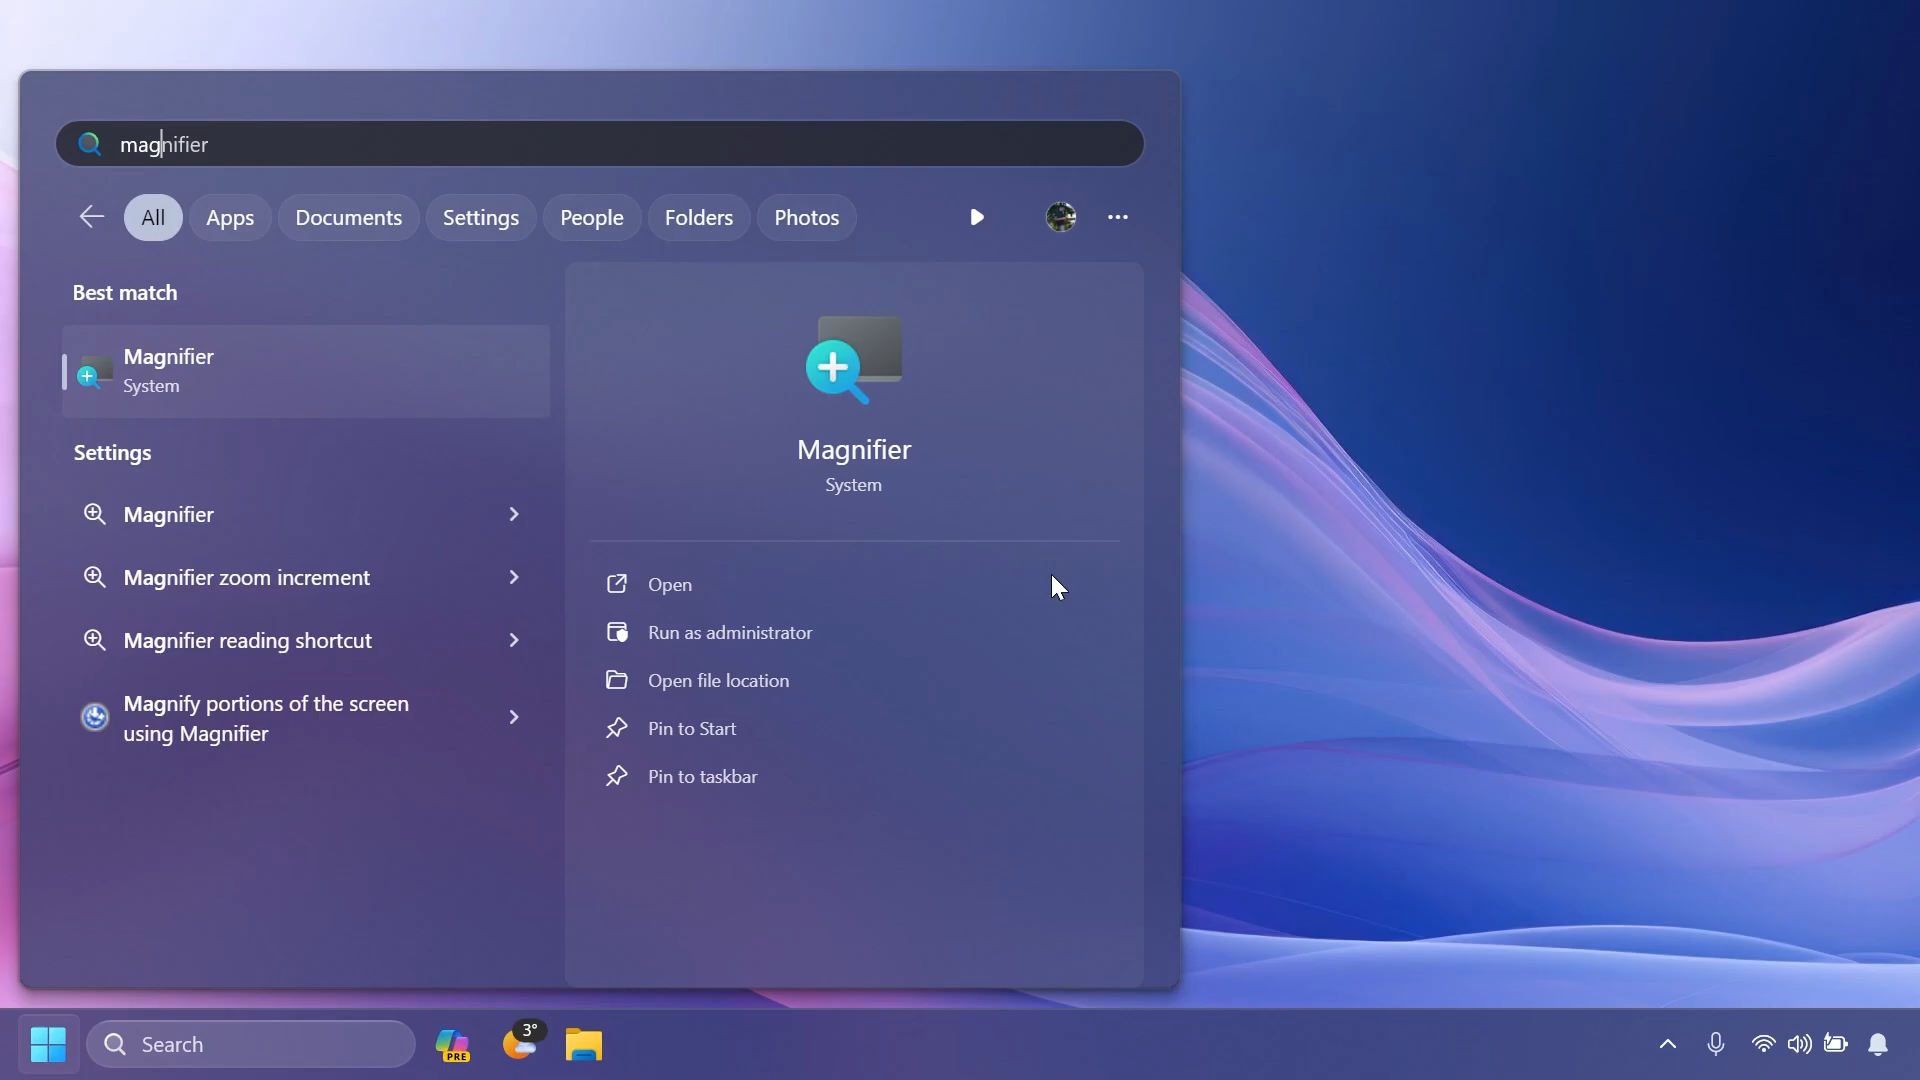 magnifier
All Apps Documents Settings People Folders Photos
Best match
Magnifier
System
Settings
Magnifier
Magnifier zoom increment
Magnifier reading shortcut
Magnify portions of the screen
using Magnifier
Magnifier
System
Open
Run as administrator
Open file location
Pin to Start
Pin to taskbar
Search
PRE
3°